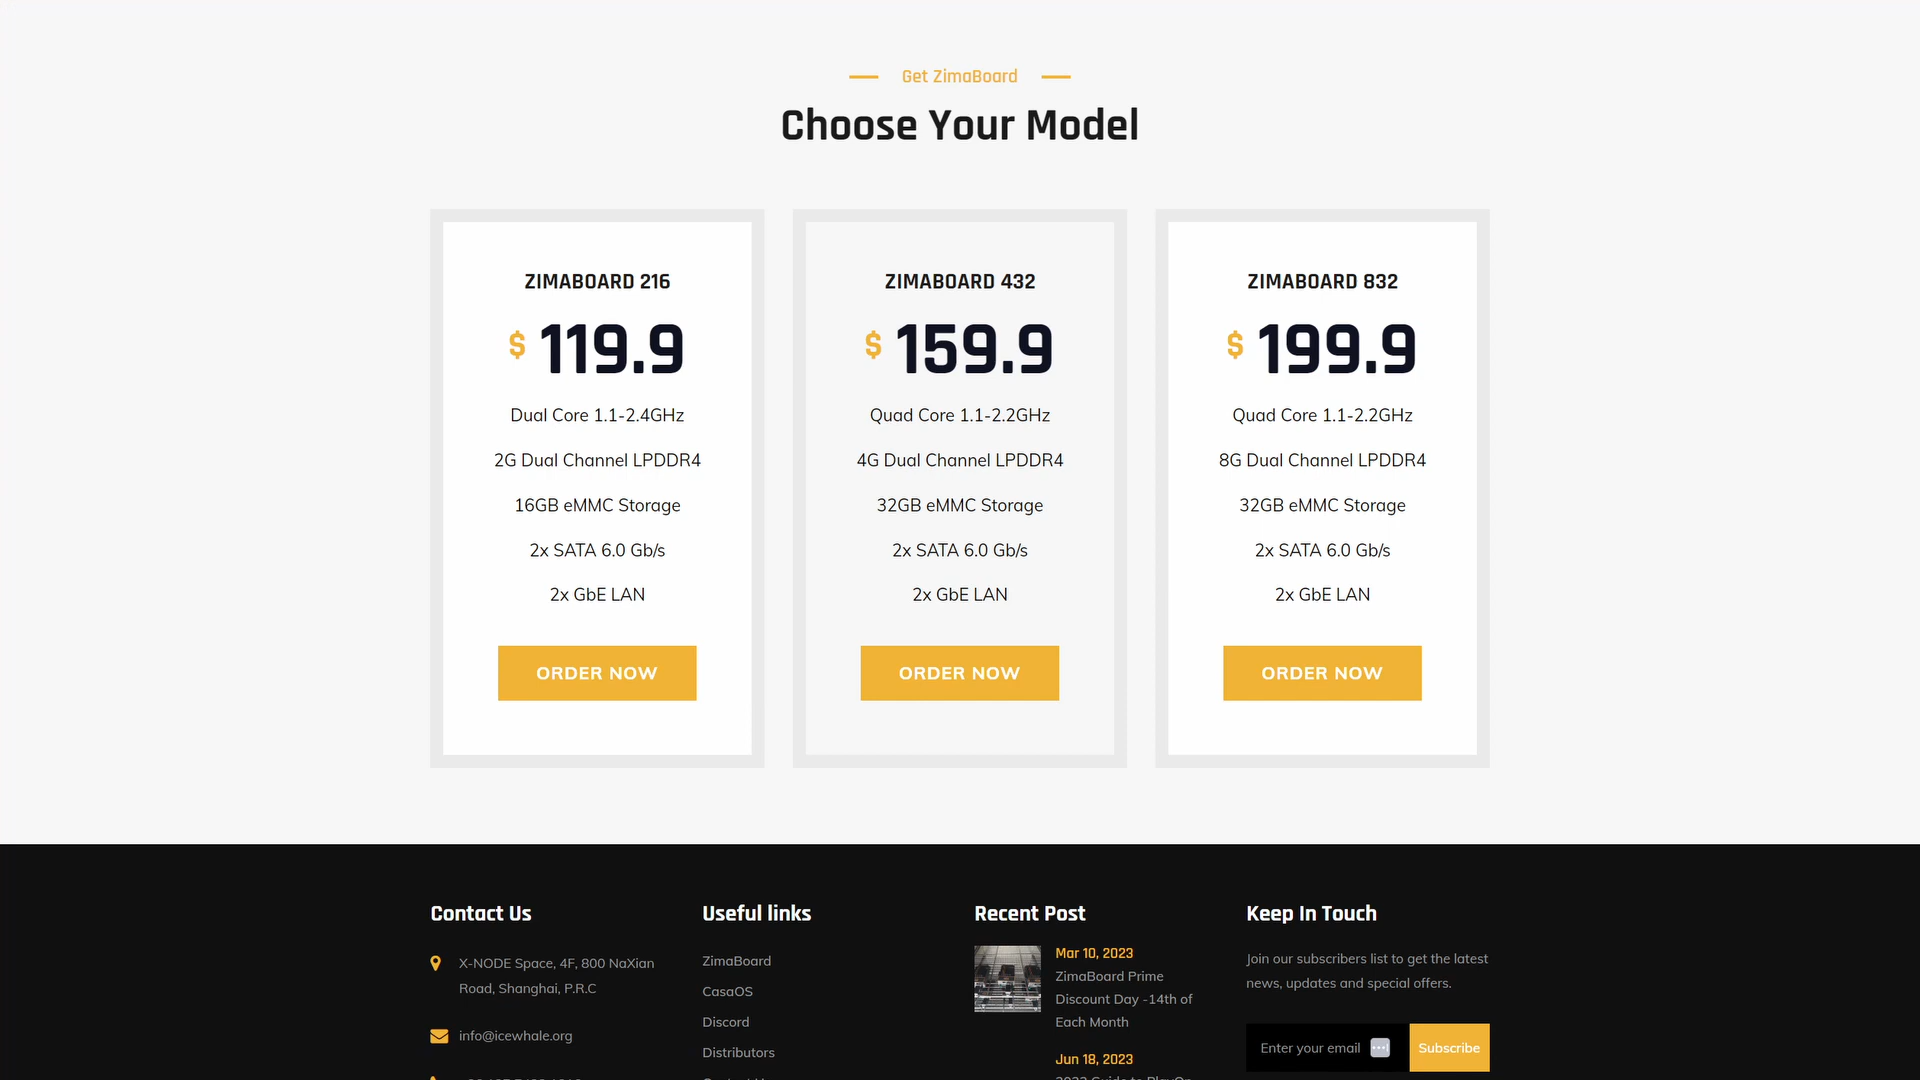 Get ZimaBoard
Choose Your Model
ZIMABOARD 216
$ 119.9
Dual Core 1.1-2.4GHz
2G Dual Channel LPDDR4
16GB eMMC Storage
2x SATA 6.0 Gb/s
2x GbE LAN
ORDER NOW
ZIMABOARD 432
$ 159.9
Quad Core 1.1-2.2GHz
4G Dual Channel LPDDR4
32GB eMMC Storage
2x SATA 6.0 Gb/s
2x GbE LAN
ORDER NOW
ZIMABOARD 832
$ 199.9
Quad Core 1.1-2.2GHz
8G Dual Channel LPDDR4
32GB eMMC Storage
2x SATA 6.0 Gb/s
2x GbE LAN
ORDER NOW
Contact Us
X-NODE Space, 4F, 800 NaXian
Road, Shanghai, P.R.C
info@icewhale.org
Useful links
ZimaBoard
CasaOS
Discord
Distributors
Recent Post
Mar 10, 2023
ZimaBoard Prime
Discount Day -14th of
Each Month
Jun 18, 2023
Keep In Touch
Join our subscribers list to get the latest
news, updates and special offers.
Enter your email
Subscribe